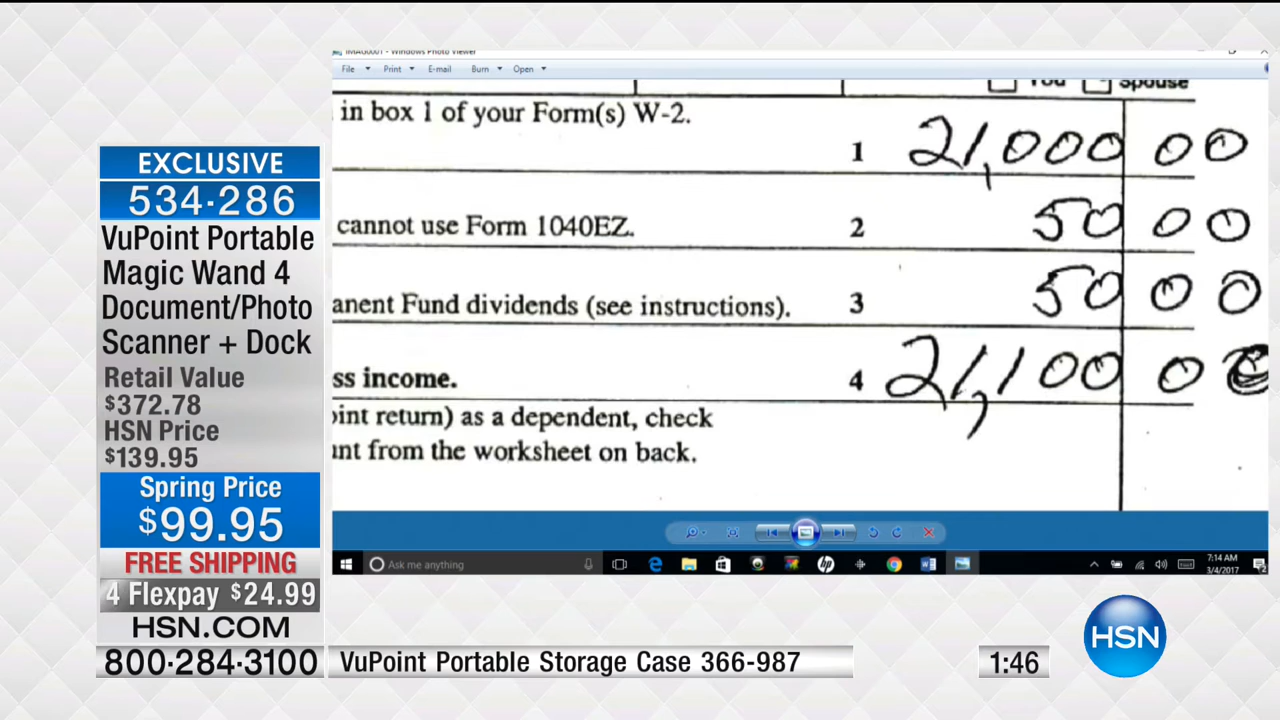 EXCLUSIVE
534·286
VuPoint Portable
Magic Wand 4
Document/Photo
Scanner + Dock
Retail Value
$372.78
HSN Price
$139.95
Spring Price
$99.95
FREE SHIPPING
4 Flexpay $24.99
HSN.COM
800·284·3100
IMAG0001 - Windows Photo Viewer
File Print E-mail Burn Open
You Spouse
in box 1 of your Form(s) W-2.
1 21,000 00
cannot use Form 1040EZ.
2 50 00
anent Fund dividends (see instructions).
3 50 00
ss income.
4 21,100 00
oint return) as a dependent, check
unt from the worksheet on back.
Ask me anything
hp
7:14 AM
3/4/2017
VuPoint Portable Storage Case 366-987
1:46
HSN